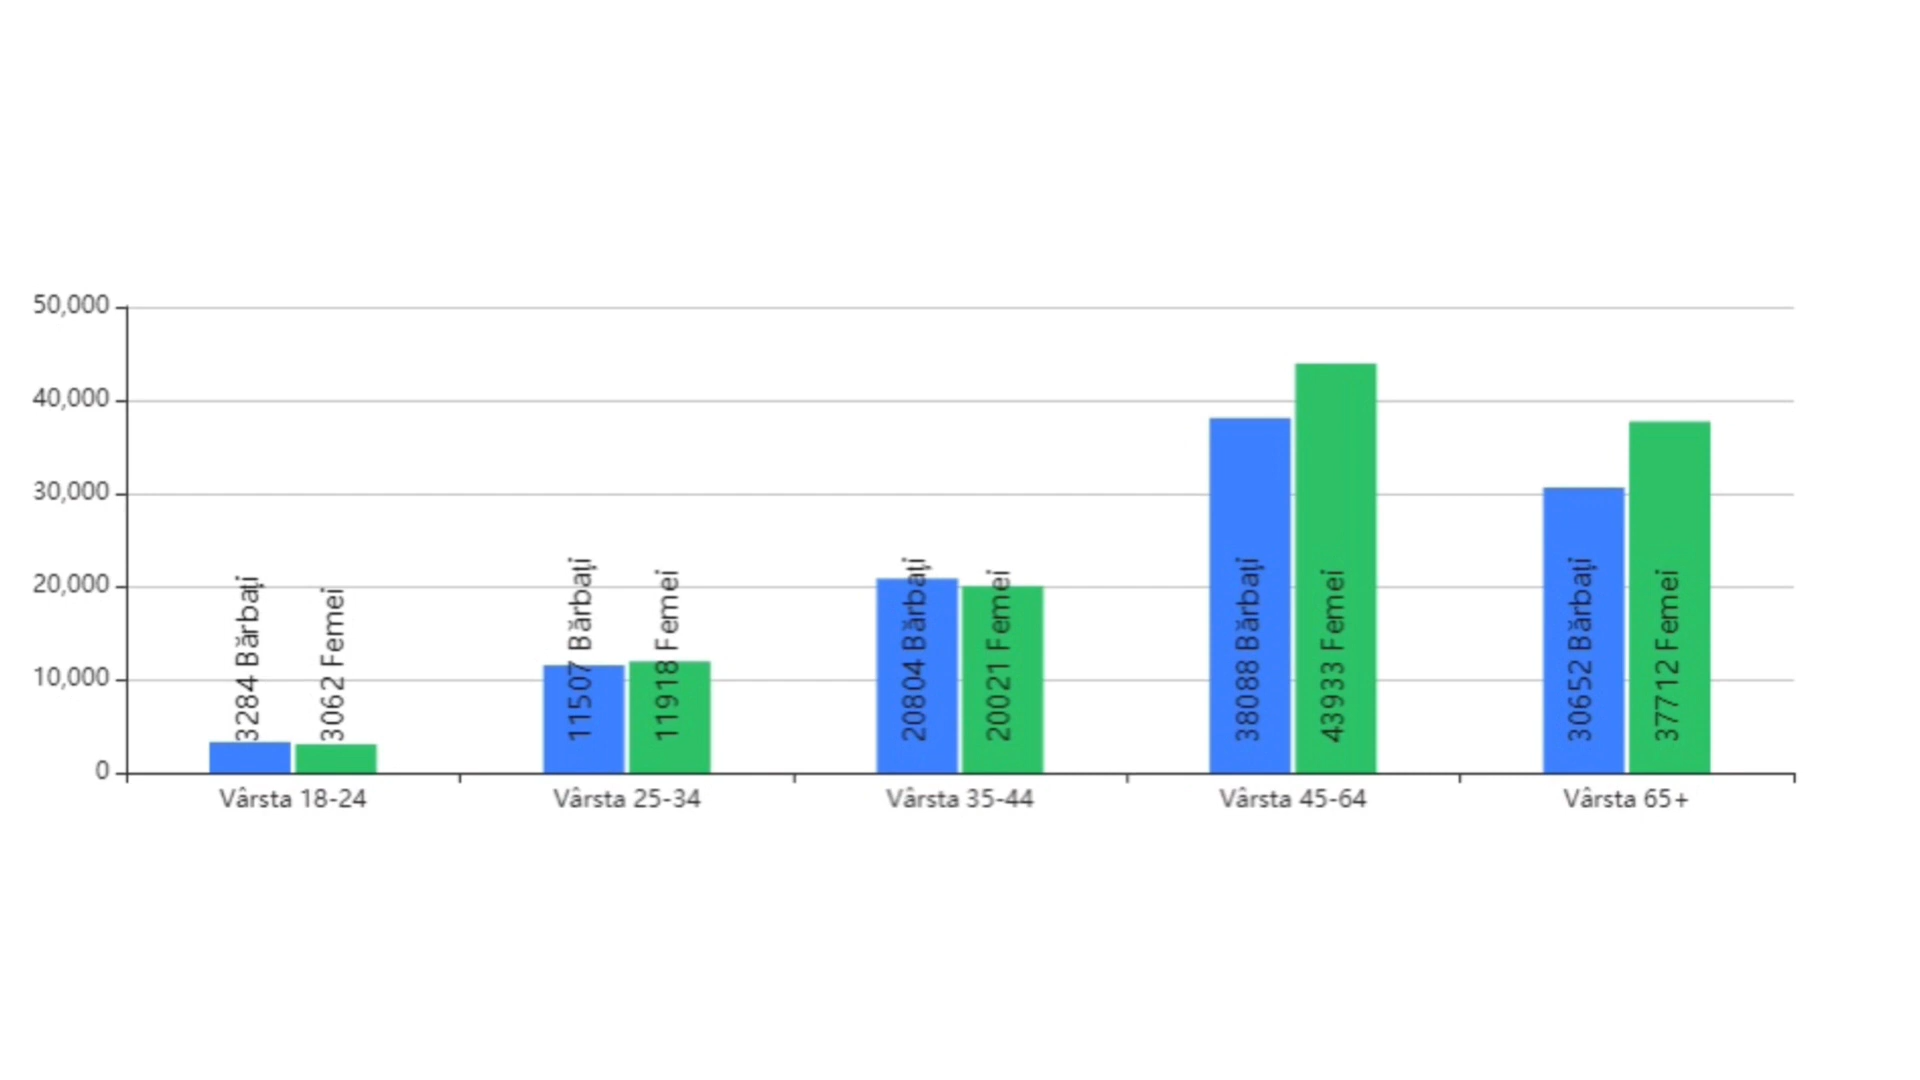 50,000
40,000
30,000
20,000
10,000
0
3284 Bărbați
3062 Femei
11507 Bărbați
11918 Femei
20804 Bărbați
20021 Femei
38088 Bărbați
43933 Femei
30652 Bărbați
37712 Femei
Vârsta 18-24
Vârsta 25-34
Vârsta 35-44
Vârsta 45-64
Vârsta 65+